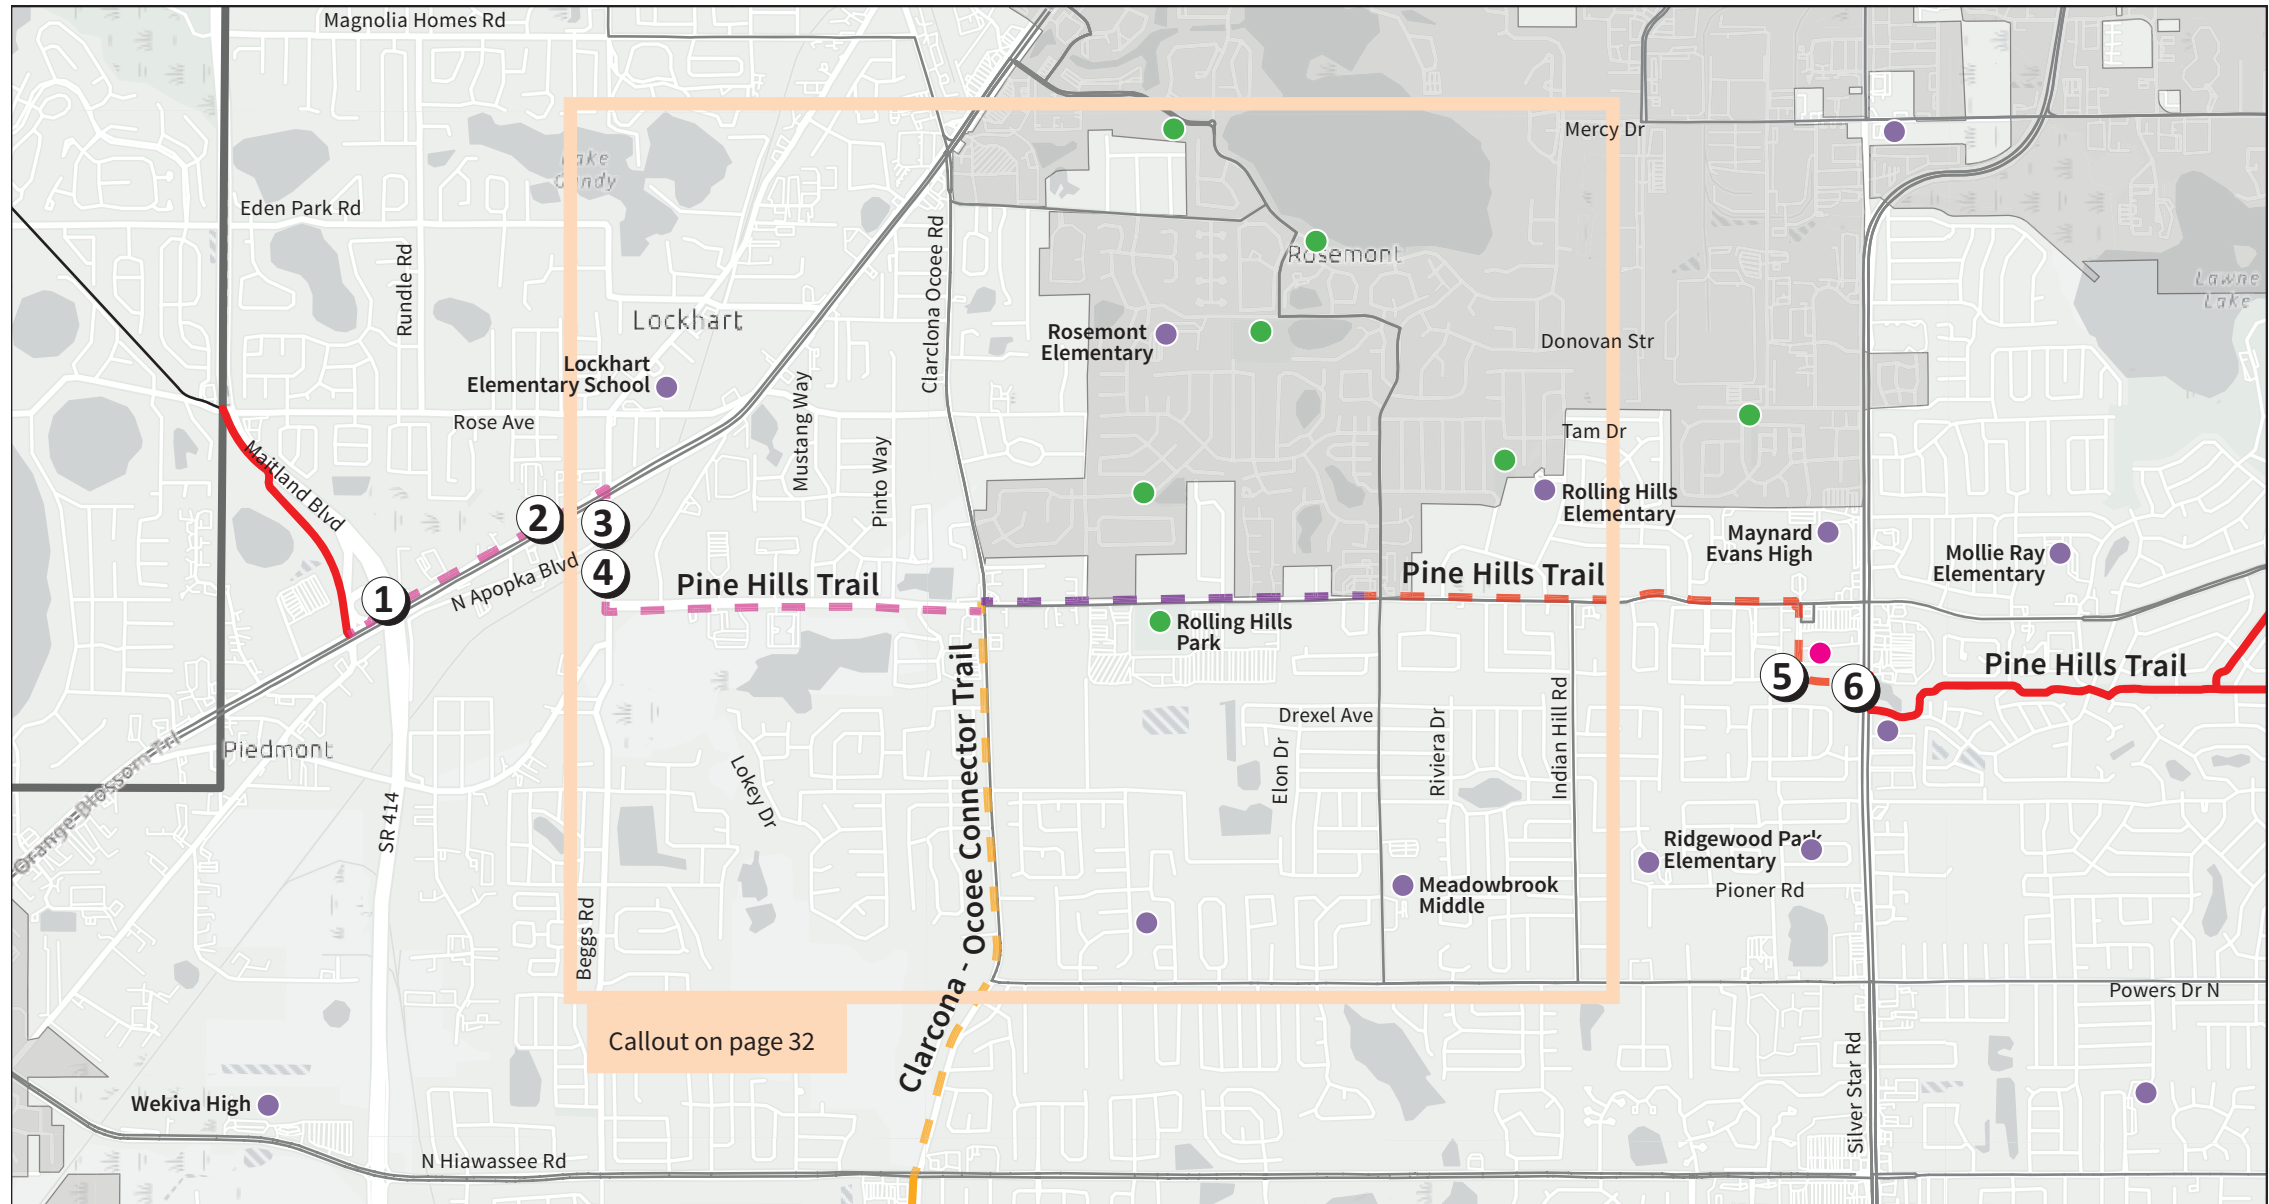 Magnolia Homes Rd
Mercy Dr
Lake
Gandy
Eden Park Rd
Rundle Rd
Clarclona Ocoee Rd
Rosemont
Lawne
Lake
Lockhart
Rosemont
Elementary
Donovan Str
Lockhart
Elementary School
Rose Ave
Mustang Way
Pinto Way
Tam Dr
Maitland Blvd
Rolling Hills
Elementary
2
3
Maynard
Evans High
Mollie Ray
Elementary
N Apopka Blvd
4
1
Pine Hills Trail
Pine Hills Trail
Rolling Hills
Park
Pine Hills Trail
5
6
Clarcona - Ocoee Connector Trail
Drexel Ave
Elon Dr
Riviera Dr
Indian Hill Rd
Orange-Blossom-Trl
Piedmont
Lokey Dr
SR 414
Ridgewood Park
Elementary
Pioner Rd
Meadowbrook
Middle
Beggs Rd
Powers Dr N
Callout on page 32
Silver Star Rd
Wekiva High
N Hiawassee Rd